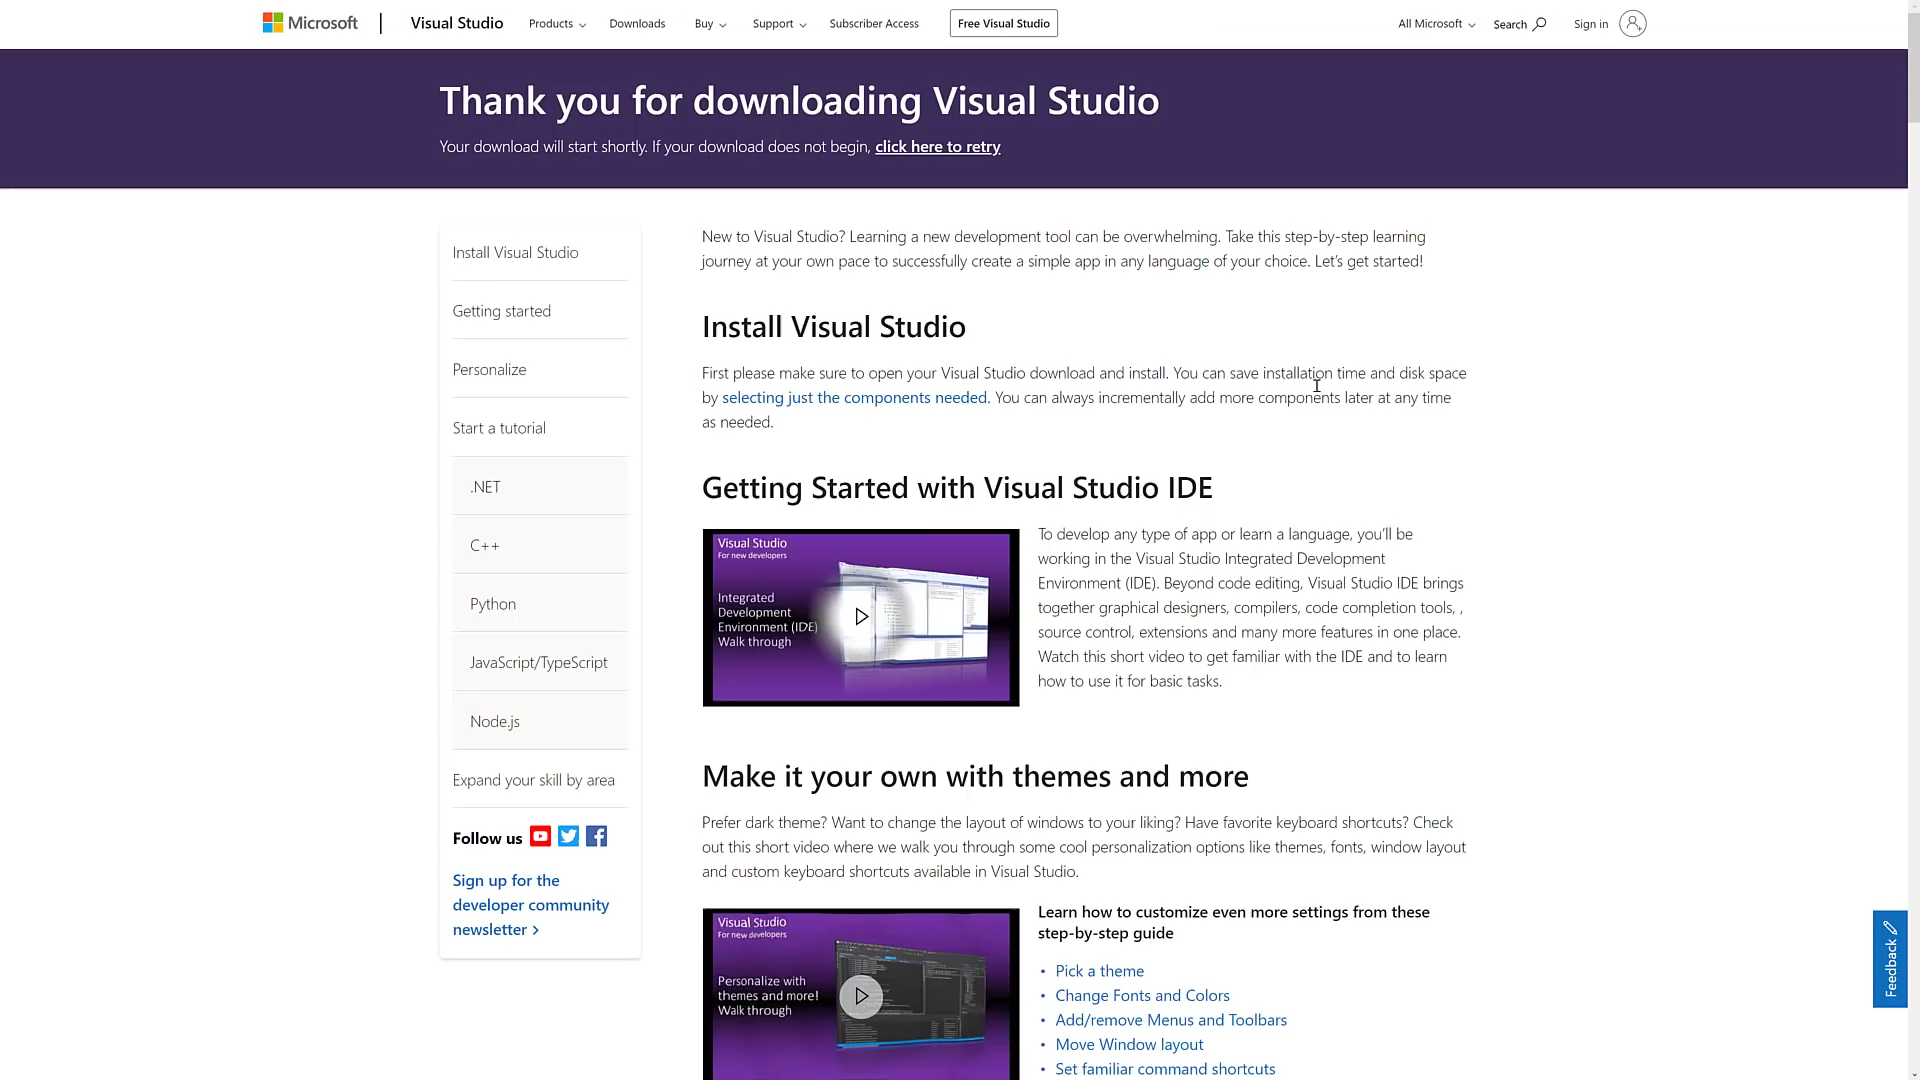 Microsoft
Visual Studio
Products
Downloads
Buy
Support
Subscriber Access
Free Visual Studio
All Microsoft
Search
Sign in
Thank you for downloading Visual Studio
Your download will start shortly. If your download does not begin, click here to retry
Install Visual Studio
Getting started
Personalize
Start a tutorial
.NET
C++
Python
JavaScript/TypeScript
Node.js
Expand your skill by area
Follow us
Sign up for the
developer community
newsletter >
New to Visual Studio? Learning a new development tool can be overwhelming. Take this step-by-step learning
journey at your own pace to successfully create a simple app in any language of your choice. Let’s get started!
Install Visual Studio
First please make sure to open your Visual Studio download and install. You can save installation time and disk space
by selecting just the components needed. You can always incrementally add more components later at any time
as needed.
Getting Started with Visual Studio IDE
Visual Studio
For new developers
Integrated
Development
Environment (IDE)
Walk through
To develop any type of app or learn a language, you’ll be
working in the Visual Studio Integrated Development
Environment (IDE). Beyond code editing, Visual Studio IDE brings
together graphical designers, compilers, code completion tools, ,
source control, extensions and many more features in one place.
Watch this short video to get familiar with the IDE and to learn
how to use it for basic tasks.
Make it your own with themes and more
Prefer dark theme? Want to change the layout of windows to your liking? Have favorite keyboard shortcuts? Check
out this short video where we walk you through some cool personalization options like themes, fonts, window layout
and custom keyboard shortcuts available in Visual Studio.
Visual Studio
For new developers
Personalize with
themes and more!
Walk through
Learn how to customize even more settings from these
step-by-step guide
• Pick a theme
• Change Fonts and Colors
• Add/remove Menus and Toolbars
• Move Window layout
• Set familiar command shortcuts
Feedback